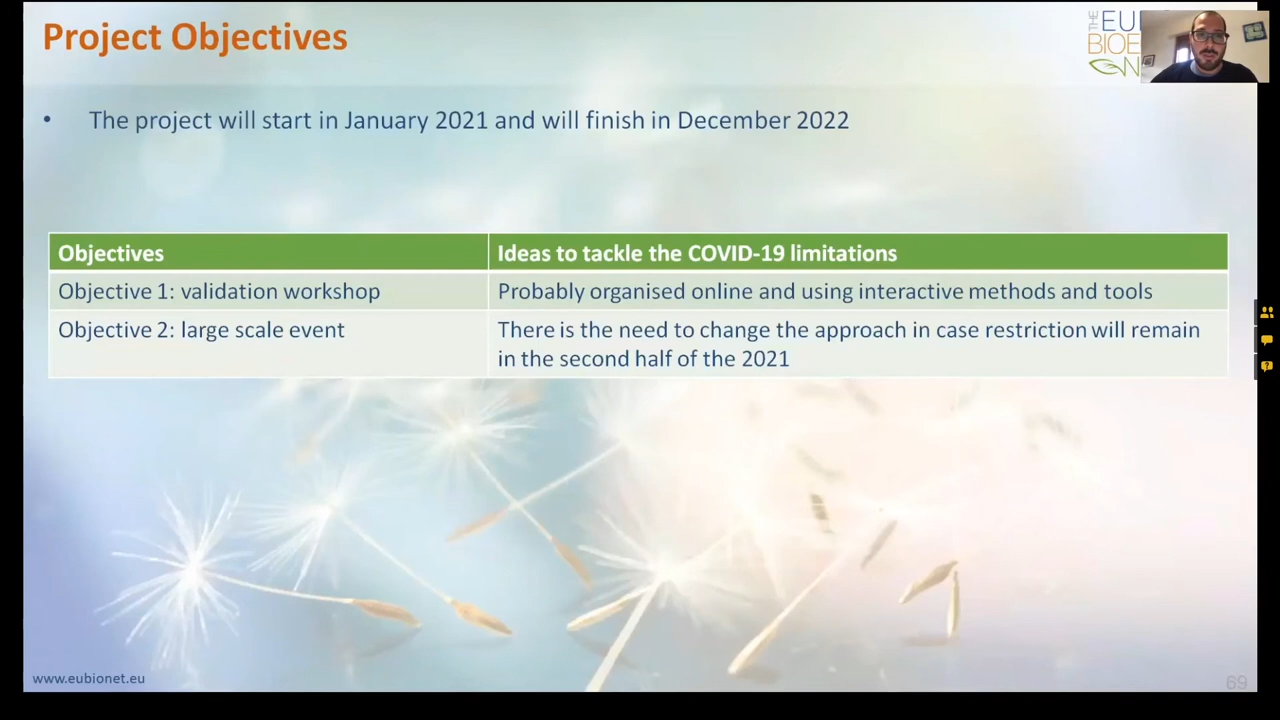 Project Objectives
THE EU
BIOE
N
• The project will start in January 2021 and will finish in December 2022
Objectives
Ideas to tackle the COVID-19 limitations
Objective 1: validation workshop
Probably organised online and using interactive methods and tools
Objective 2: large scale event
There is the need to change the approach in case restriction will remain
in the second half of the 2021
www.eubionet.eu
69